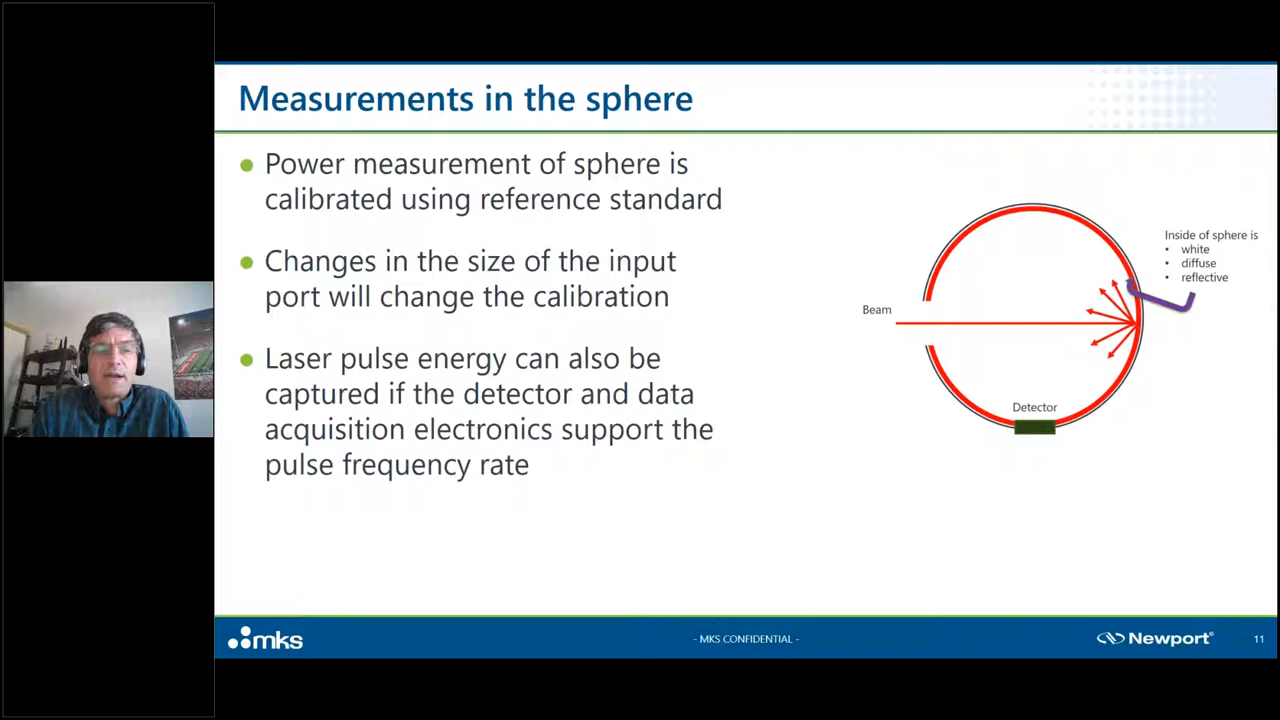 Measurements in the sphere
Power measurement of sphere is
calibrated using reference standard
Changes in the size of the input
port will change the calibration
Laser pulse energy can also be
captured if the detector and data
acquisition electronics support the
pulse frequency rate
Inside of sphere is
• white
• diffuse
• reflective
Beam
Detector
mks
- MKS CONFIDENTIAL -
Newport®
11